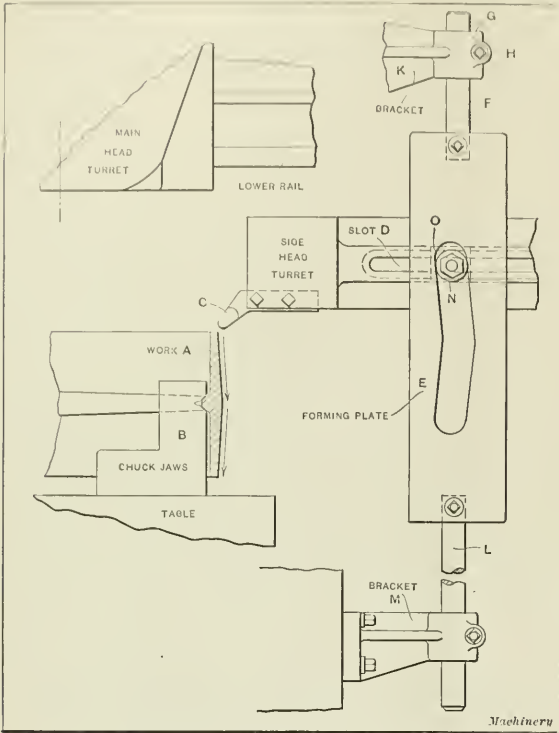 G
H
K
BRACKET
F
MAIN
HEAD
TURRET
LOWER RAIL
O
SLOT D
SIDE
HEAD
TURRET
N
C
WORK A
E
B
FORMING PLATE
CHUCK JAWS
TABLE
L
BRACKET
M
Machinery